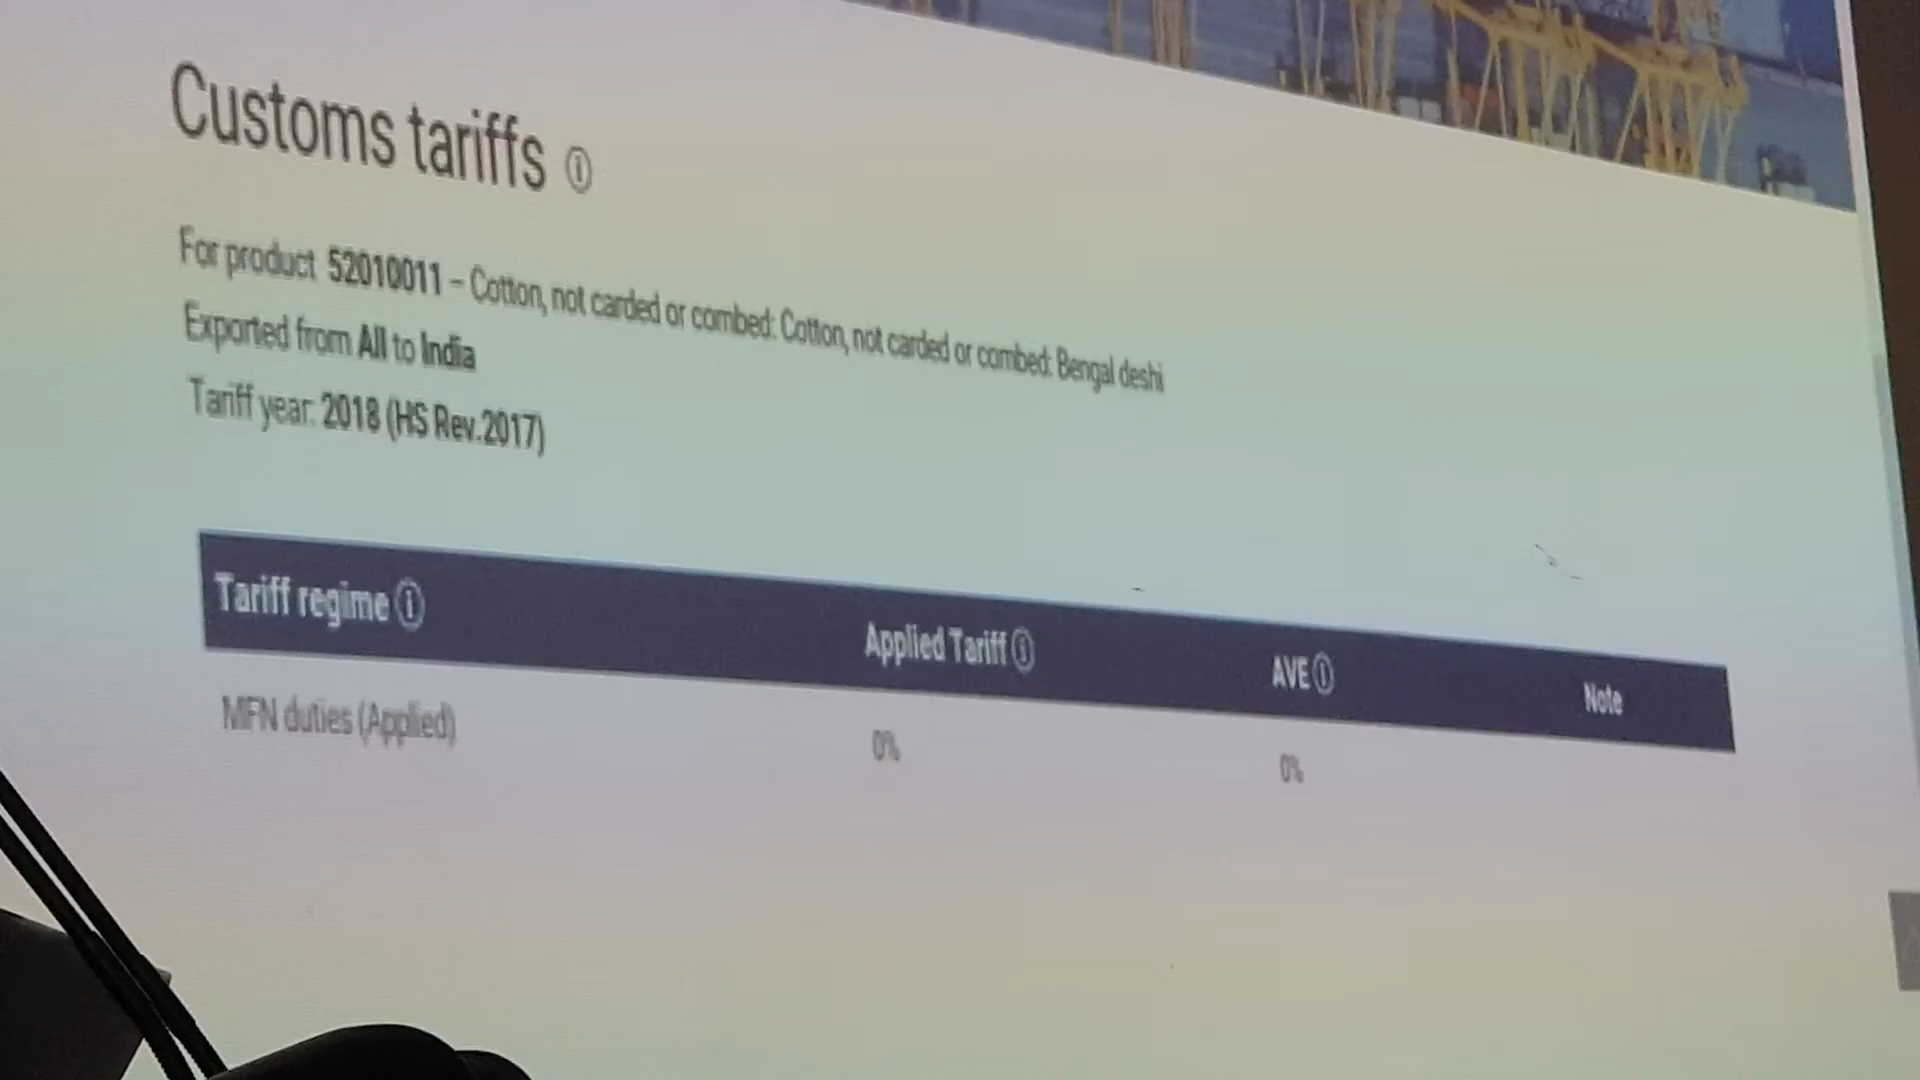 Customs tariffs
For product 52010011 – Cotton, not carded or combed: Cotton, not carded or combed: Bengal deshi
Exported from All to India
Tariff year: 2018 (HS Rev.2017)
Tariff regime Applied Tariff AVE Note
MFN duties (Applied) 0% 0%